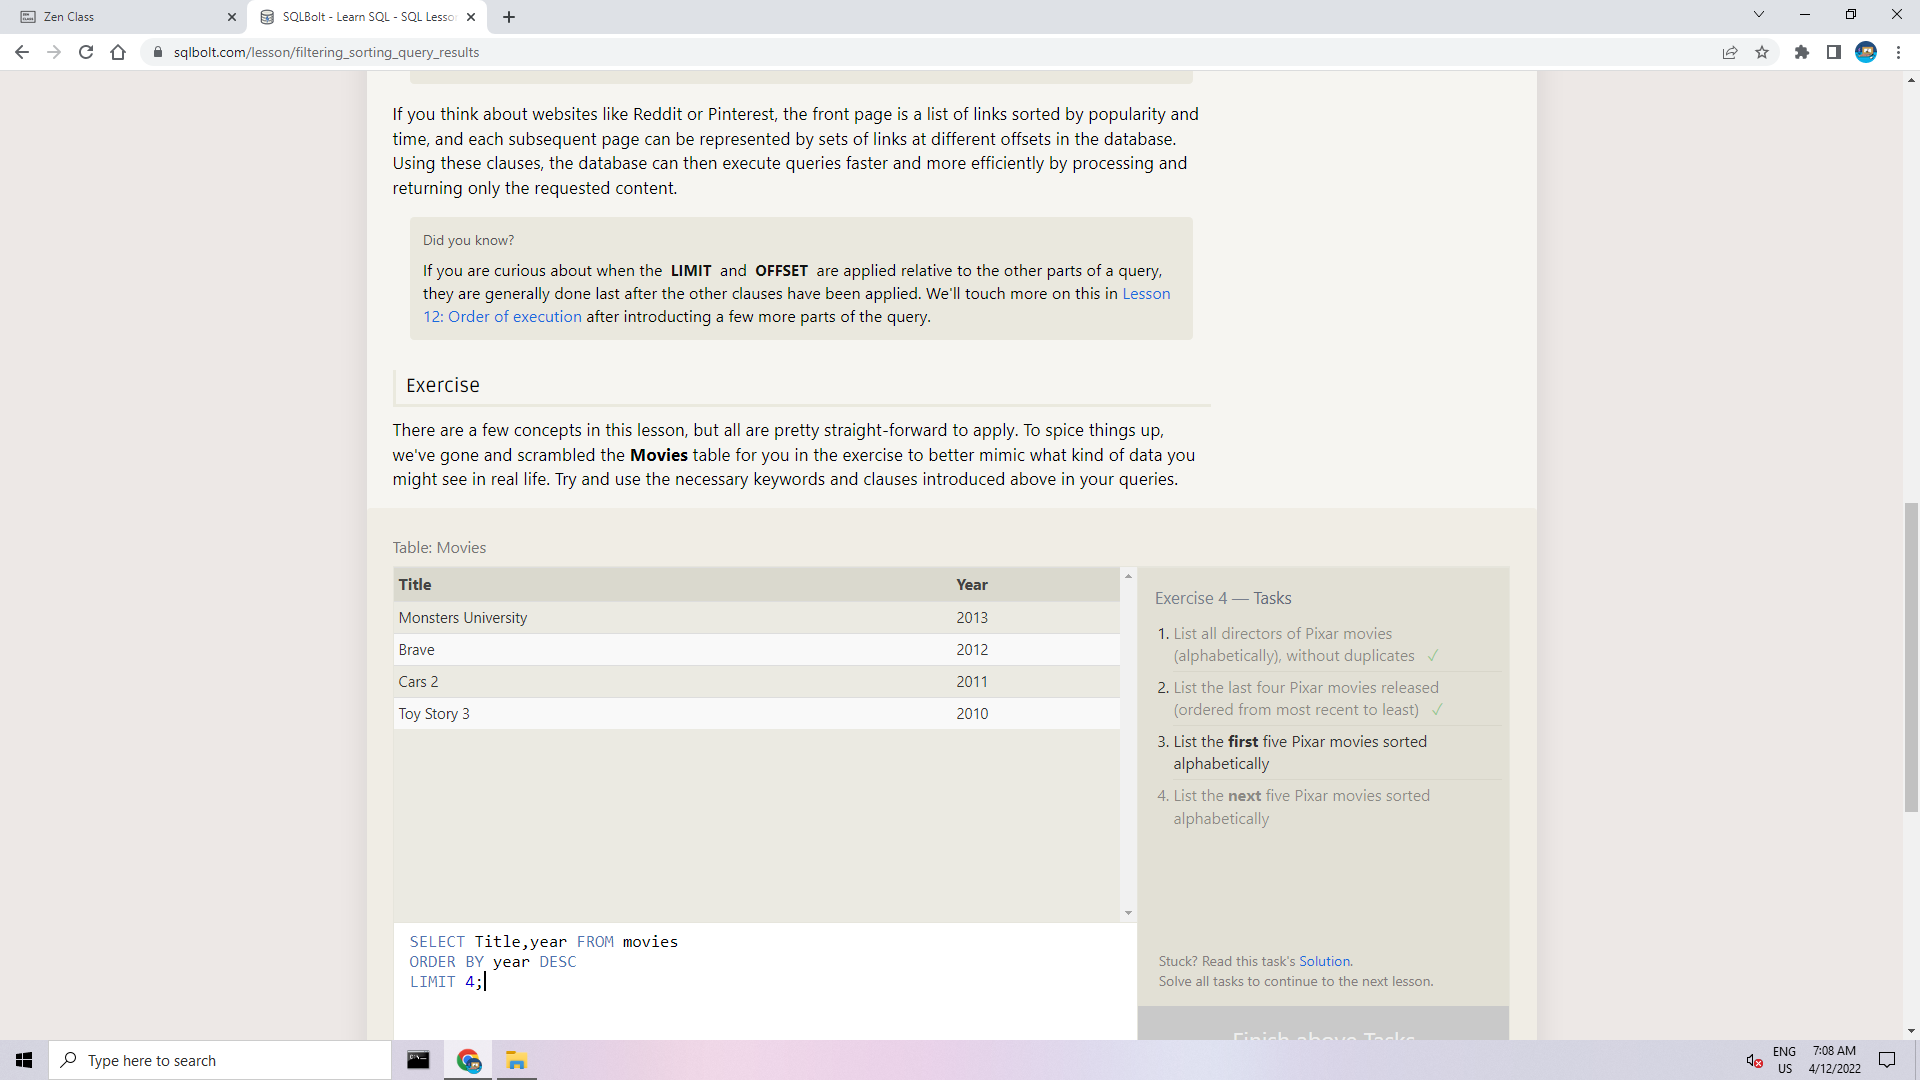 Zen Class
SQLBolt - Learn SQL - SQL Lesso
sqlbolt.com/lesson/filtering_sorting_query_results
If you think about websites like Reddit or Pinterest, the front page is a list of links sorted by popularity and
time, and each subsequent page can be represented by sets of links at different offsets in the database.
Using these clauses, the database can then execute queries faster and more efficiently by processing and
returning only the requested content.
Did you know?
If you are curious about when the LIMIT and OFFSET are applied relative to the other parts of a query,
they are generally done last after the other clauses have been applied. We'll touch more on this in Lesson
12: Order of execution after introducting a few more parts of the query.
Exercise
There are a few concepts in this lesson, but all are pretty straight-forward to apply. To spice things up,
we've gone and scrambled the Movies table for you in the exercise to better mimic what kind of data you
might see in real life. Try and use the necessary keywords and clauses introduced above in your queries.
Table: Movies
Title Year
Monsters University 2013
Brave 2012
Cars 2 2011
Toy Story 3 2010
SELECT Title,year FROM movies
ORDER BY year DESC
LIMIT 4;
Exercise 4 — Tasks
1. List all directors of Pixar movies
(alphabetically), without duplicates ✓
2. List the last four Pixar movies released
(ordered from most recent to least) ✓
3. List the first five Pixar movies sorted
alphabetically
4. List the next five Pixar movies sorted
alphabetically
Stuck? Read this task's Solution.
Solve all tasks to continue to the next lesson.
Finish above Tasks
Type here to search
ENG
US
7:08 AM
4/12/2022